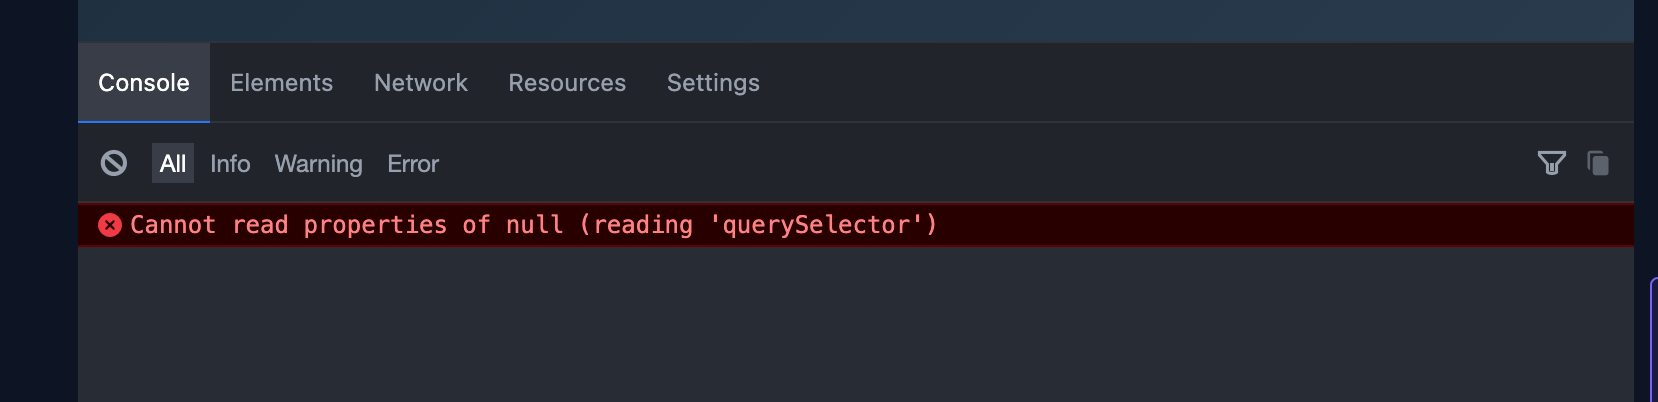 Console Elements Network Resources Settings
All Info Warning Error
Cannot read properties of null (reading 'querySelector')